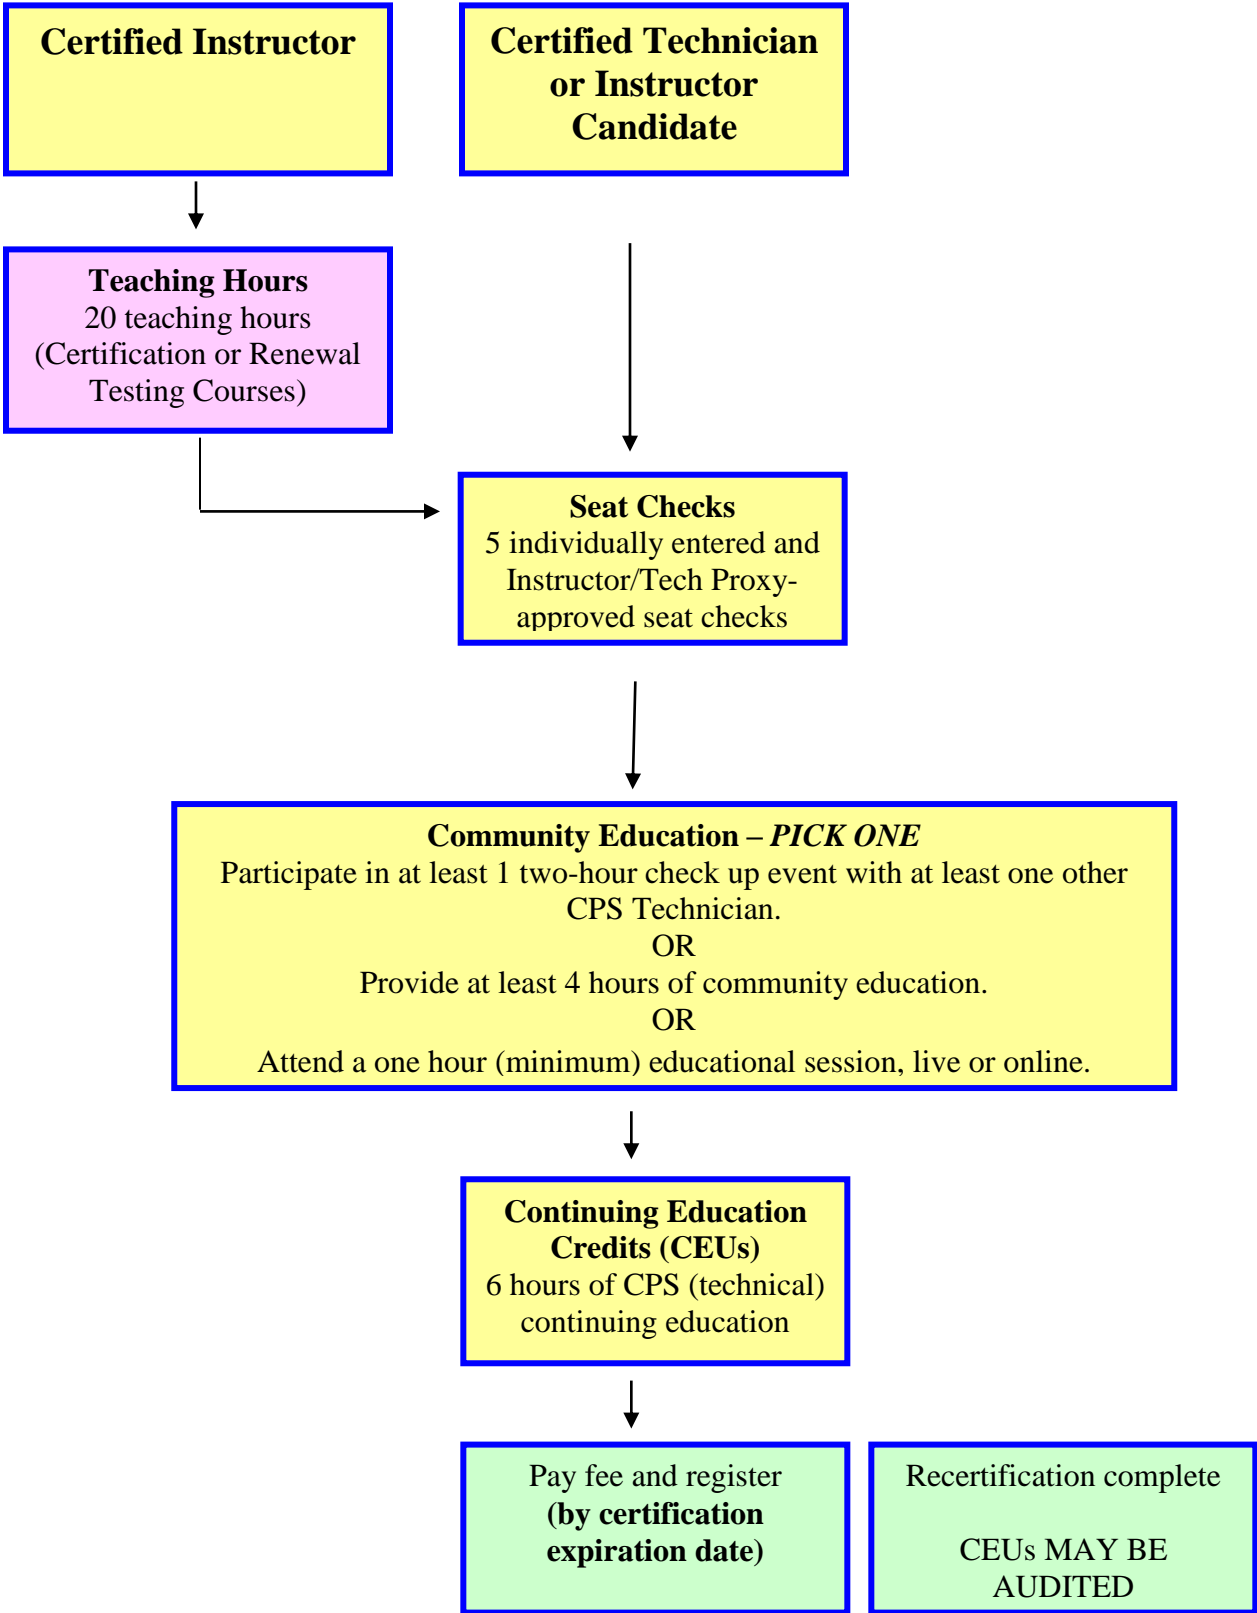 Certified Instructor
Certified Technician
or Instructor
Candidate
Teaching Hours
20 teaching hours
(Certification or Renewal
Testing Courses)
Seat Checks
5 individually entered and
Instructor/Tech Proxy-
approved seat checks
Community Education – PICK ONE
Participate in at least 1 two-hour check up event with at least one other
CPS Technician.
OR
Provide at least 4 hours of community education.
OR
Attend a one hour (minimum) educational session, live or online.
Continuing Education
Credits (CEUs)
6 hours of CPS (technical)
continuing education
Pay fee and register
(by certification
expiration date)
Recertification complete
CEUs MAY BE
AUDITED